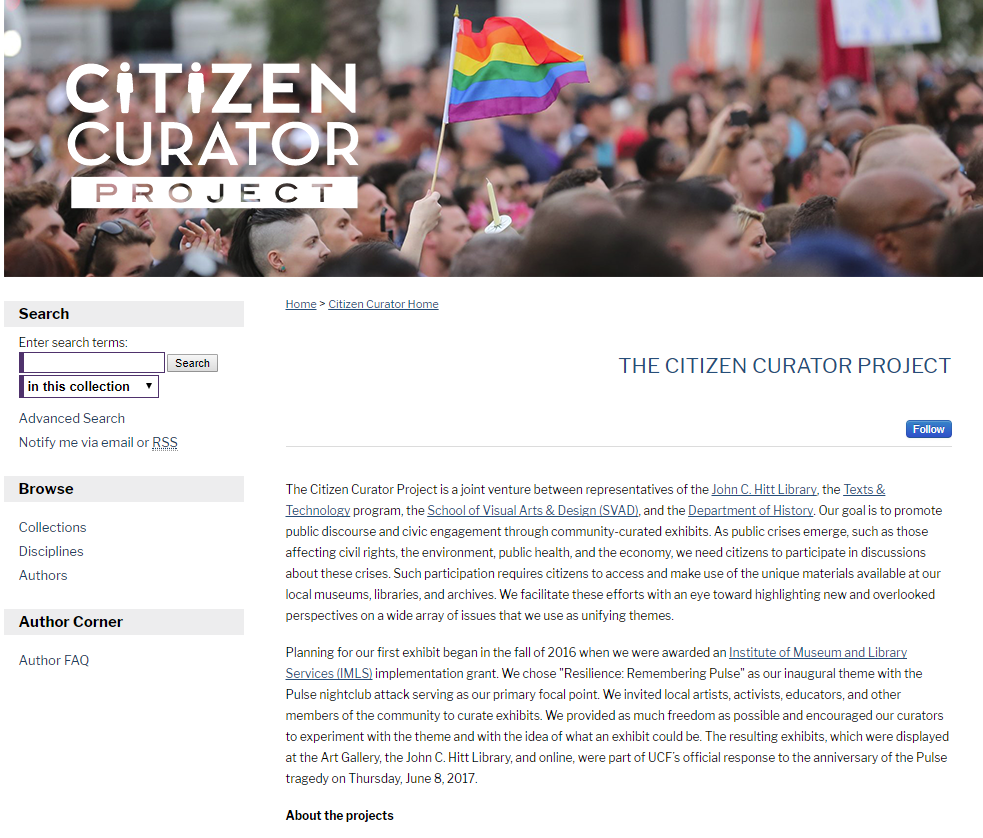 CiTiZEN
CURATOR
PROJECT
Search
Enter search terms:
Search
in this collection
Advanced Search
Notify me via email or RSS
Browse
Collections
Disciplines
Authors
Author Corner
Author FAQ
Home > Citizen Curator Home
THE CITIZEN CURATOR PROJECT
Follow
The Citizen Curator Project is a joint venture between representatives of the John C. Hitt Library, the Texts &
Technology program, the School of Visual Arts & Design (SVAD), and the Department of History. Our goal is to promote
public discourse and civic engagement through community-curated exhibits. As public crises emerge, such as those
affecting civil rights, the environment, public health, and the economy, we need citizens to participate in discussions
about these crises. Such participation requires citizens to access and make use of the unique materials available at our
local museums, libraries, and archives. We facilitate these efforts with an eye toward highlighting new and overlooked
perspectives on a wide array of issues that we use as unifying themes.
Planning for our first exhibit began in the fall of 2016 when we were awarded an Institute of Museum and Library
Services (IMLS) implementation grant. We chose "Resilience: Remembering Pulse" as our inaugural theme with the
Pulse nightclub attack serving as our primary focal point. We invited local artists, activists, educators, and other
members of the community to curate exhibits. We provided as much freedom as possible and encouraged our curators
to experiment with the theme and with the idea of what an exhibit could be. The resulting exhibits, which were displayed
at the Art Gallery, the John C. Hitt Library, and online, were part of UCF's official response to the anniversary of the Pulse
tragedy on Thursday, June 8, 2017.
About the projects